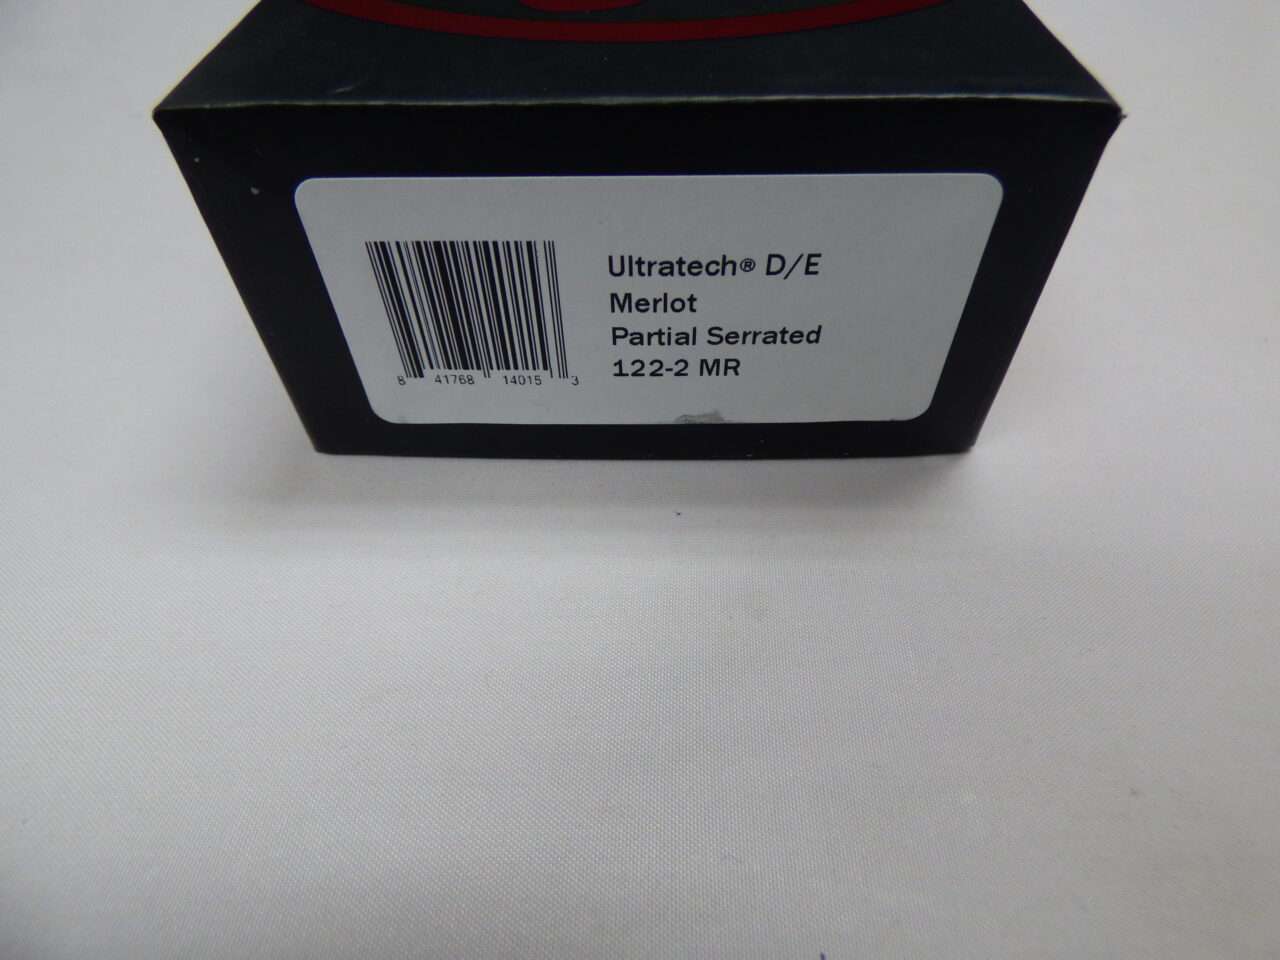 Ultratech® D/E
Merlot
Partial Serrated
122-2 MR
8 41768 14015 3